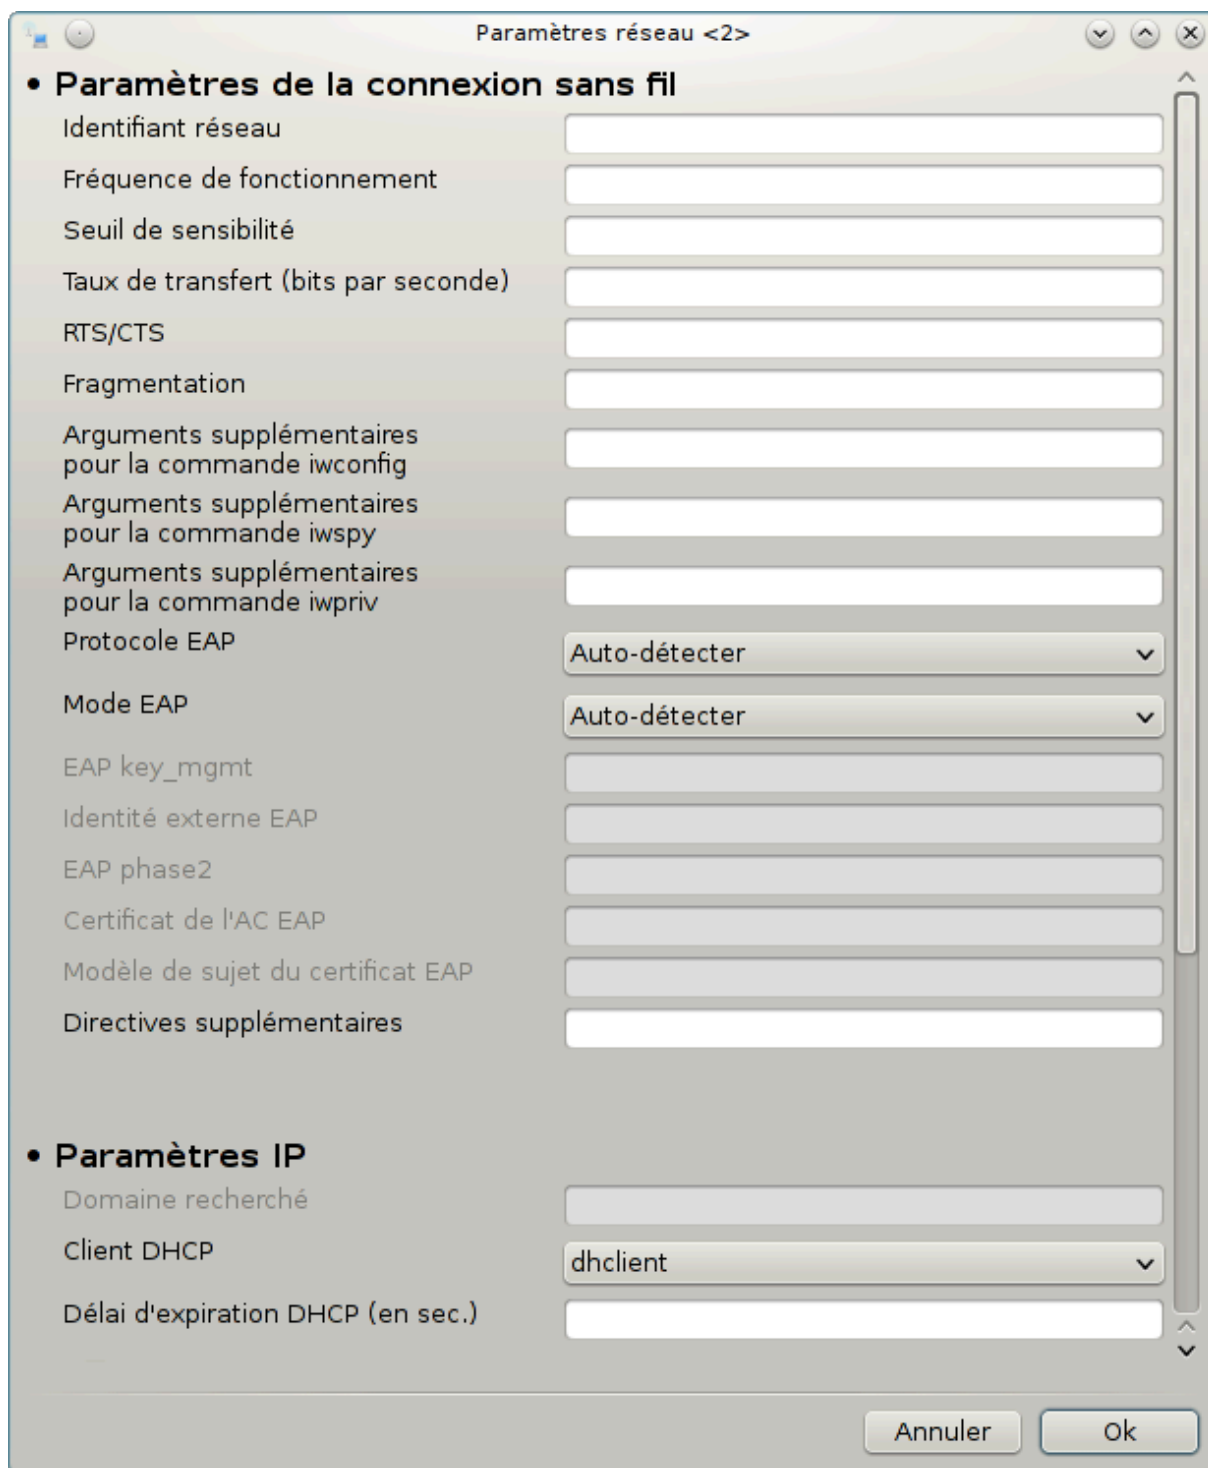 Paramètres réseau <2>
• Paramètres de la connexion sans fil
Identifiant réseau
Fréquence de fonctionnement
Seuil de sensibilité
Taux de transfert (bits par seconde)
RTS/CTS
Fragmentation
Arguments supplémentaires
pour la commande iwconfig
Arguments supplémentaires
pour la commande iwspy
Arguments supplémentaires
pour la commande iwpriv
Protocole EAP
Auto-détecter
Mode EAP
Auto-détecter
EAP key_mgmt
Identité externe EAP
EAP phase2
Certificat de l'AC EAP
Modèle de sujet du certificat EAP
Directives supplémentaires
• Paramètres IP
Domaine recherché
Client DHCP
dhclient
Délai d'expiration DHCP (en sec.)
Annuler
Ok